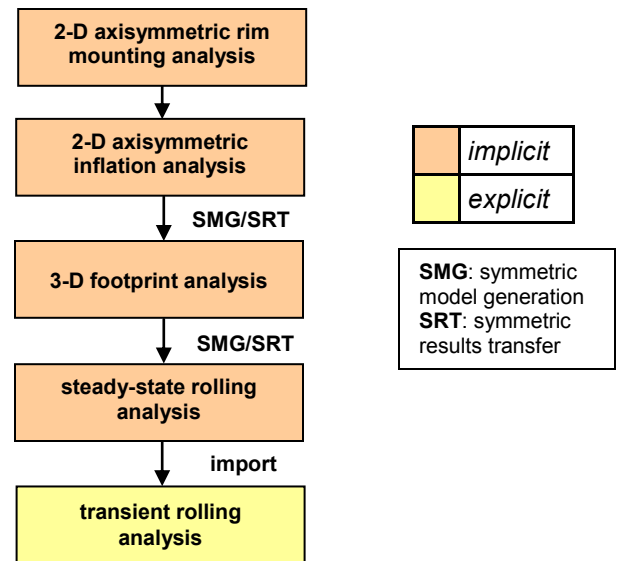 2-D axisymmetric rim
mounting analysis
2-D axisymmetric
inflation analysis
SMG/SRT
3-D footprint analysis
SMG/SRT
steady-state rolling
analysis
import
transient rolling
analysis
implicit
explicit
SMG: symmetric
model generation
SRT: symmetric
results transfer